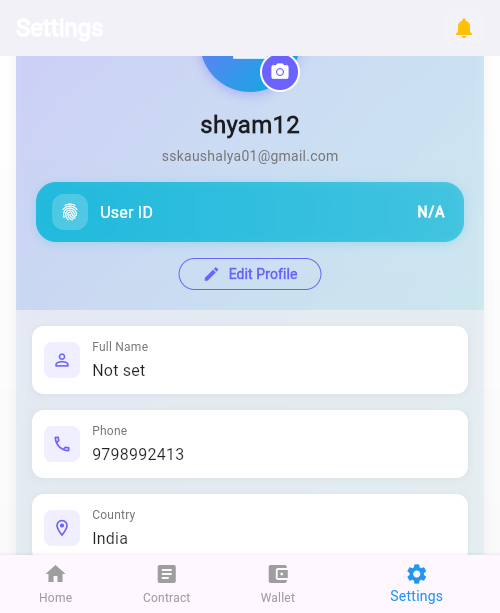 Settings
shyam12
sskaushalya01@gmail.com
User ID
N/A
Edit Profile
Full Name
Not set
Phone
9798992413
Country
India
Home
Contract
Wallet
Settings